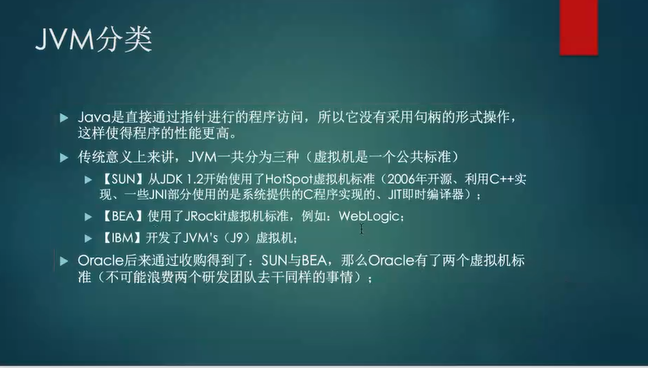 JVM分类
Java是直接通过指针进行的程序访问，所以它没有采用句柄的形式操作，
这样使得程序的性能更高。
传统意义上来讲，JVM一共分为三种（虚拟机是一个公共标准）
【SUN】从JDK 1.2开始使用了HotSpot虚拟机标准（2006年开源、利用C++实
现、一些JNI部分使用的是系统提供的C程序实现的、JIT即时编译器）；
【BEA】使用了JRockit虚拟机标准，例如：WebLogic；
【IBM】开发了JVM's（J9）虚拟机；
Oracle后来通过收购得到了：SUN与BEA，那么Oracle有了两个虚拟机标
准（不可能浪费两个研发团队去干同样的事情）；